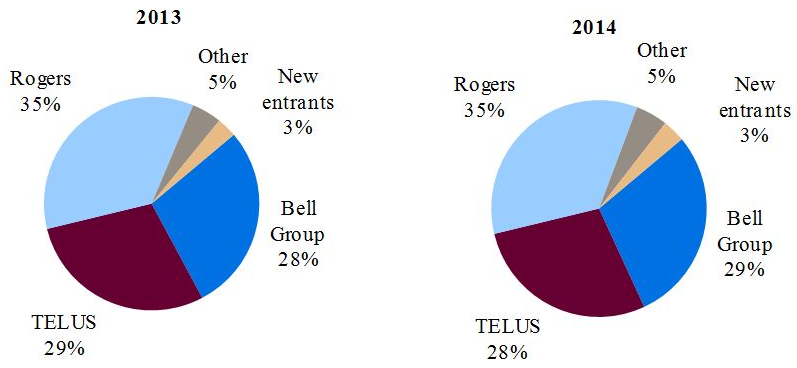 2013
Rogers
35%
Other
5%
New
entrants
3%
Bell
Group
28%
TELUS
29%
2014
Rogers
35%
Other
5%
New
entrants
3%
Bell
Group
29%
TELUS
28%